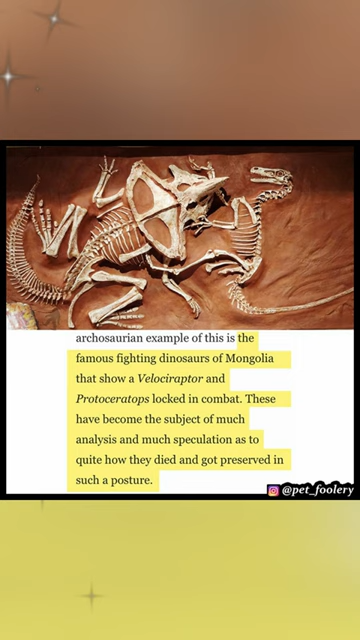 archosaurian example of this is the
famous fighting dinosaurs of Mongolia
that show a Velociraptor and
Protoceratops locked in combat. These
have become the subject of much
analysis and much speculation as to
quite how they died and got preserved in
such a posture.
@pet_foolery